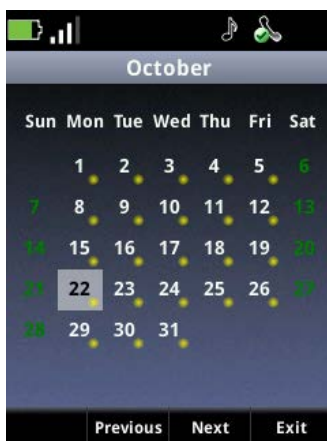 October
Sun Mon Tue Wed Thu Fri Sat
1 2 3 4 5 6
7 8 9 10 11 12 13
14 15 16 17 18 19 20
21 22 23 24 25 26 27
28 29 30 31
Previous Next Exit